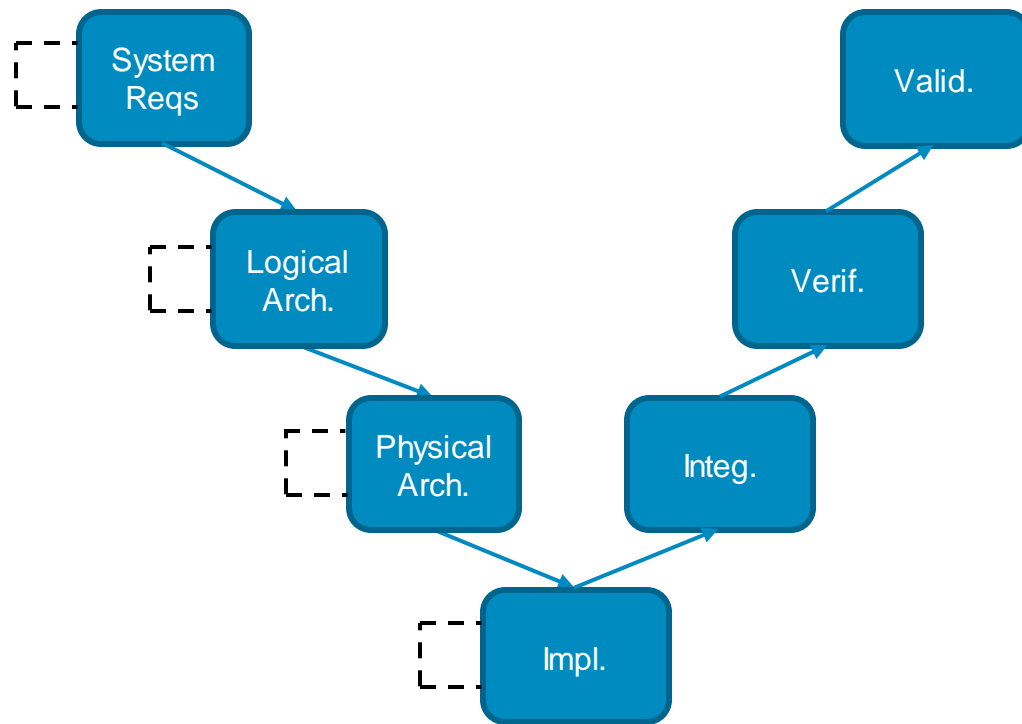 System
Reqs
Valid.
Logical
Arch.
Verif.
Physical
Arch.
Integ.
Impl.